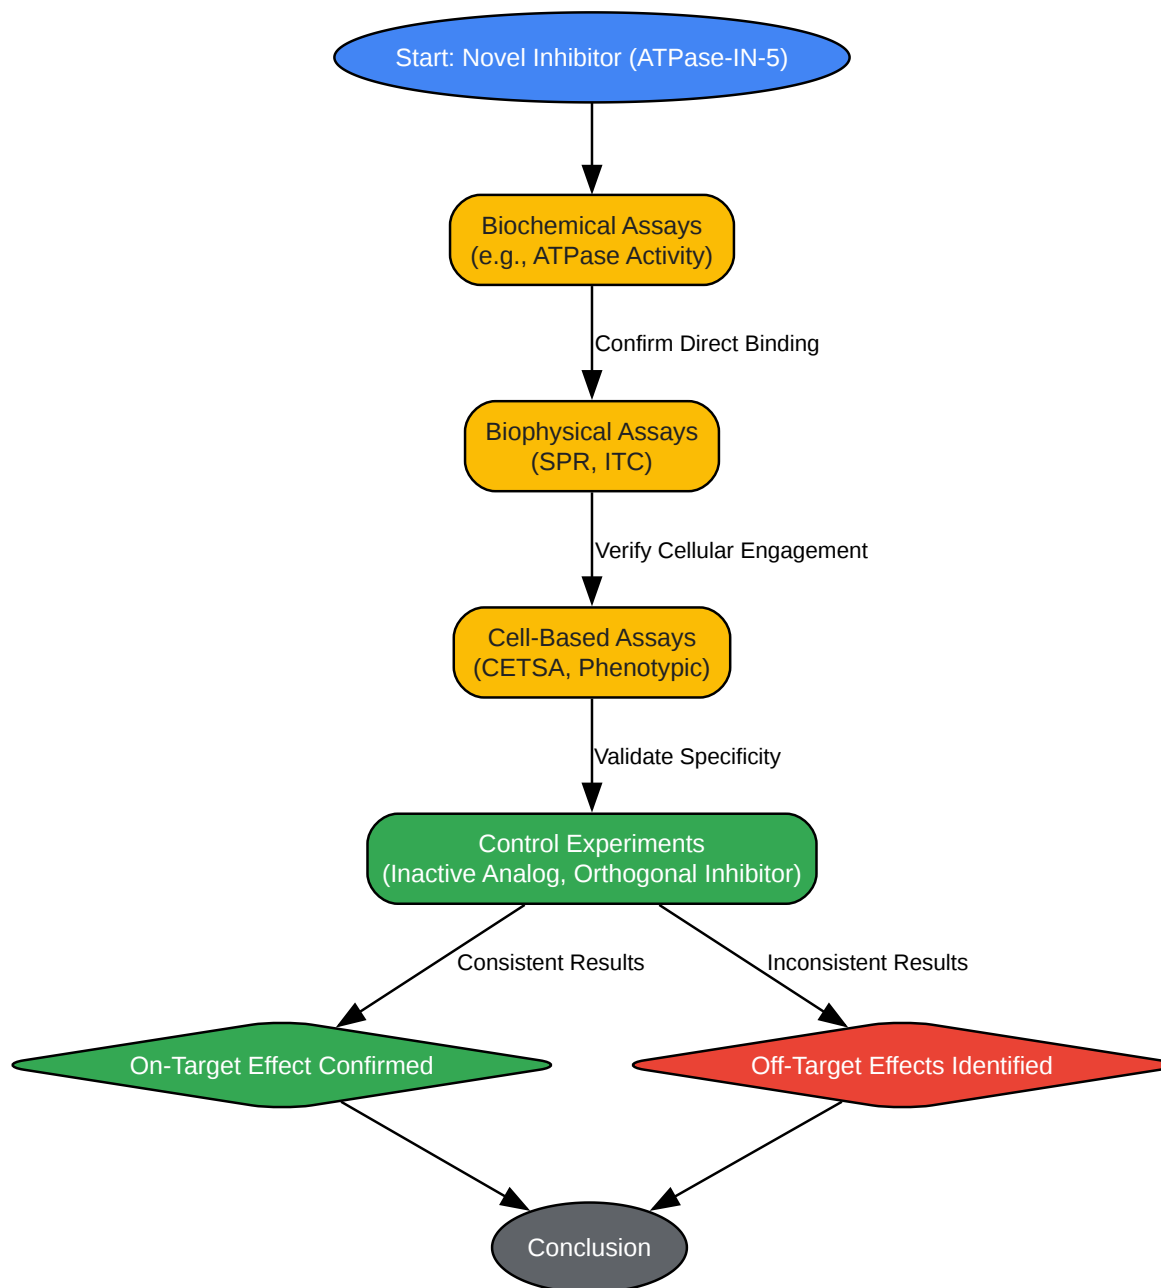 Start: Novel Inhibitor (ATPase-IN-5)
Biochemical Assays
(e.g., ATPase Activity)
Confirm Direct Binding
Biophysical Assays
(SPR, ITC)
Verify Cellular Engagement
Cell-Based Assays
(CETSA, Phenotypic)
Validate Specificity
Control Experiments
(Inactive Analog, Orthogonal Inhibitor)
Consistent Results
Inconsistent Results
On-Target Effect Confirmed
Off-Target Effects Identified
Conclusion